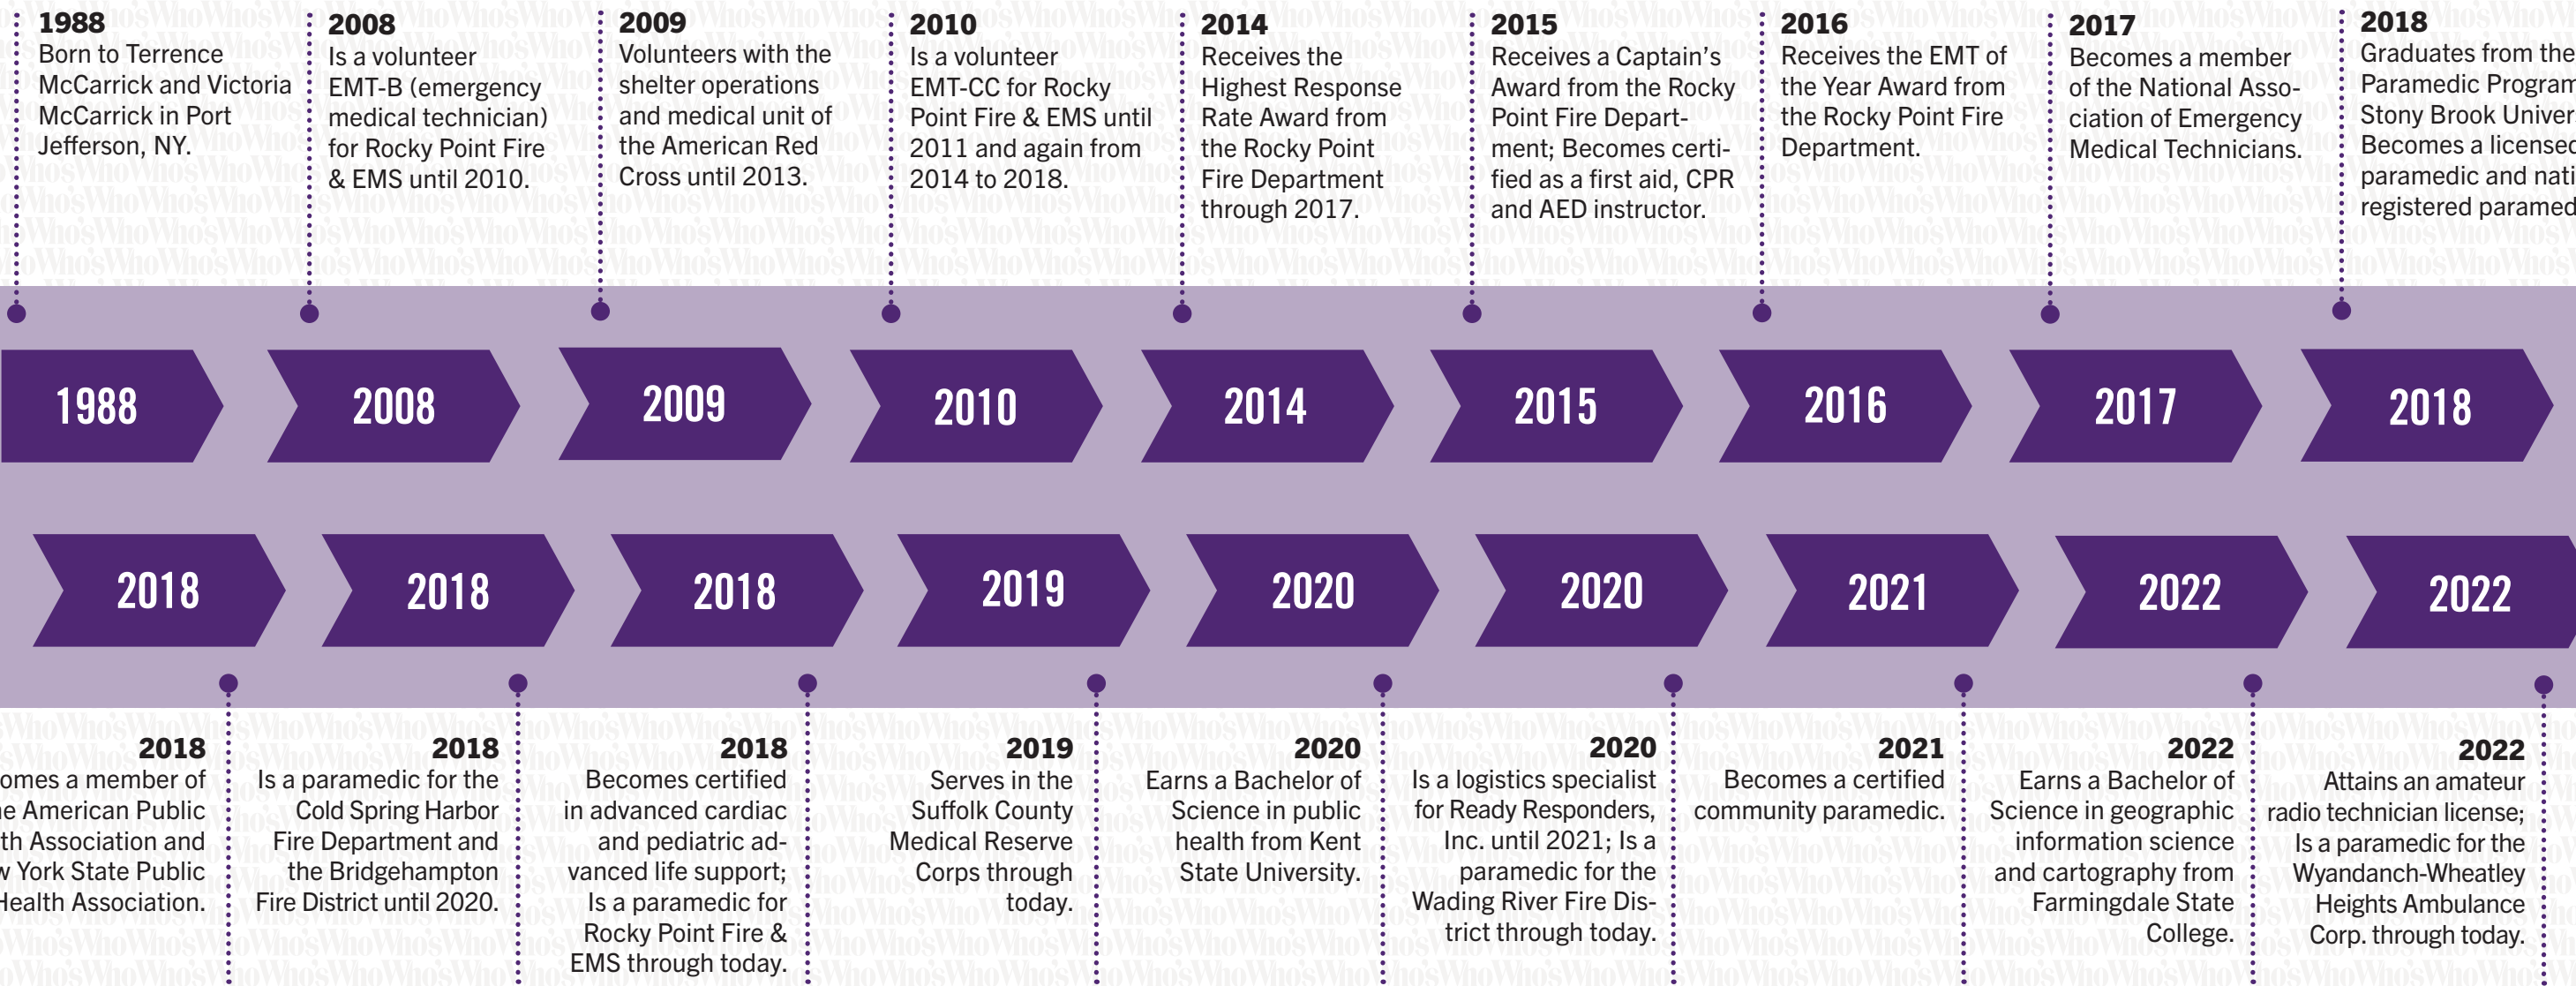 1988
Born to Terrence
McCarrick and Victoria
McCarrick in Port
Jefferson, NY.
2008
Is a volunteer
EMT-B (emergency
medical technician)
for Rocky Point Fire
& EMS until 2010.
2009
Volunteers with the
shelter operations
and medical unit of
the American Red
Cross until 2013.
2010
Is a volunteer
EMT-CC for Rocky
Point Fire & EMS until
2011 and again from
2014 to 2018.
2014
Receives the
Highest Response
Rate Award from
the Rocky Point
Fire Department
through 2017.
2015
Receives a Captain’s
Award from the Rocky
Point Fire Depart-
ment; Becomes certi-
fied as a first aid, CPR
and AED instructor.
2016
Receives the EMT of
the Year Award from
the Rocky Point Fire
Department.
2017
Becomes a member
of the National Asso-
ciation of Emergency
Medical Technicians.
2018
Graduates from the
Paramedic Program
Stony Brook Univer
Becomes a licensed
paramedic and nati
registered paramed
1988
2008
2009
2010
2014
2015
2016
2017
2018
2018
2018
2018
2019
2020
2020
2021
2022
2022
2018
omes a member of
e American Public
th Association and
w York State Public
Health Association.
2018
Is a paramedic for the
Cold Spring Harbor
Fire Department and
the Bridgehampton
Fire District until 2020.
2018
Becomes certified
in advanced cardiac
and pediatric ad-
vanced life support;
Is a paramedic for
Rocky Point Fire &
EMS through today.
2019
Serves in the
Suffolk County
Medical Reserve
Corps through
today.
2020
Earns a Bachelor of
Science in public
health from Kent
State University.
2020
Is a logistics specialist
for Ready Responders,
Inc. until 2021; Is a
paramedic for the
Wading River Fire Dis-
trict through today.
2021
Becomes a certified
community paramedic.
2022
Earns a Bachelor of
Science in geographic
information science
and cartography from
Farmingdale State
College.
2022
Attains an amateur
radio technician license;
Is a paramedic for the
Wyandanch-Wheatley
Heights Ambulance
Corp. through today.